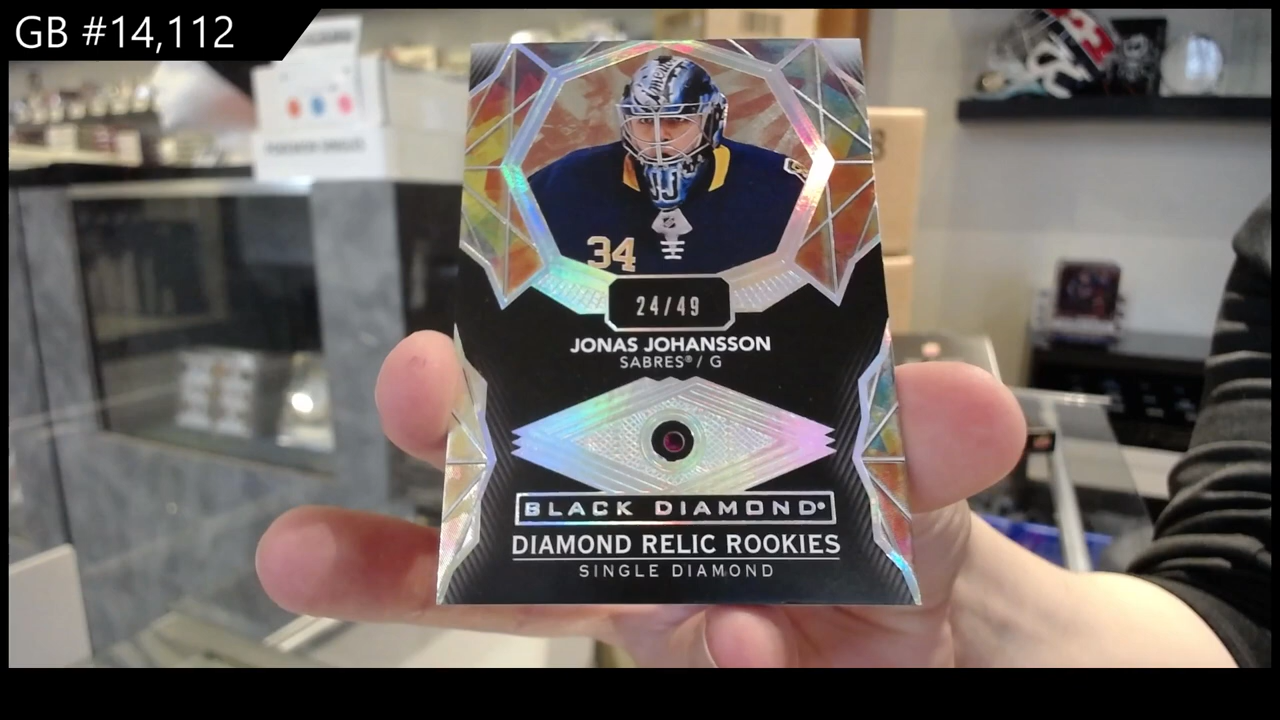 GB #14,112
34
24/49
JONAS JOHANSSON
SABRES® / G
BLACK DIAMOND®
DIAMOND RELIC ROOKIES
SINGLE DIAMOND